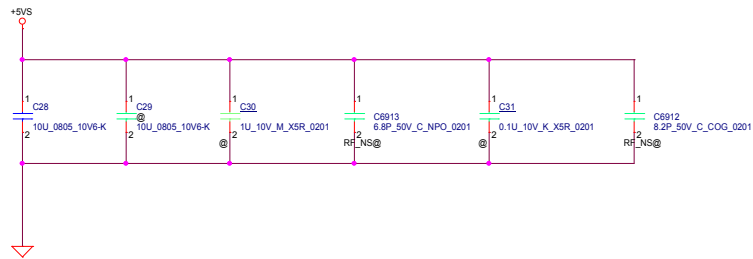 +5VS
1
C28
10U_0805_10V6-K
2
1
C29
@
10U_0805_10V6-K
2
1
C30
1U_10V_M_X5R_0201
2
@
1
C6913
6.8P_50V_C_NPO_0201
2
RF_NS@
1
C31
0.1U_10V_K_X5R_0201
2
@
1
C6912
8.2P_50V_C_COG_0201
2
RF_NS@